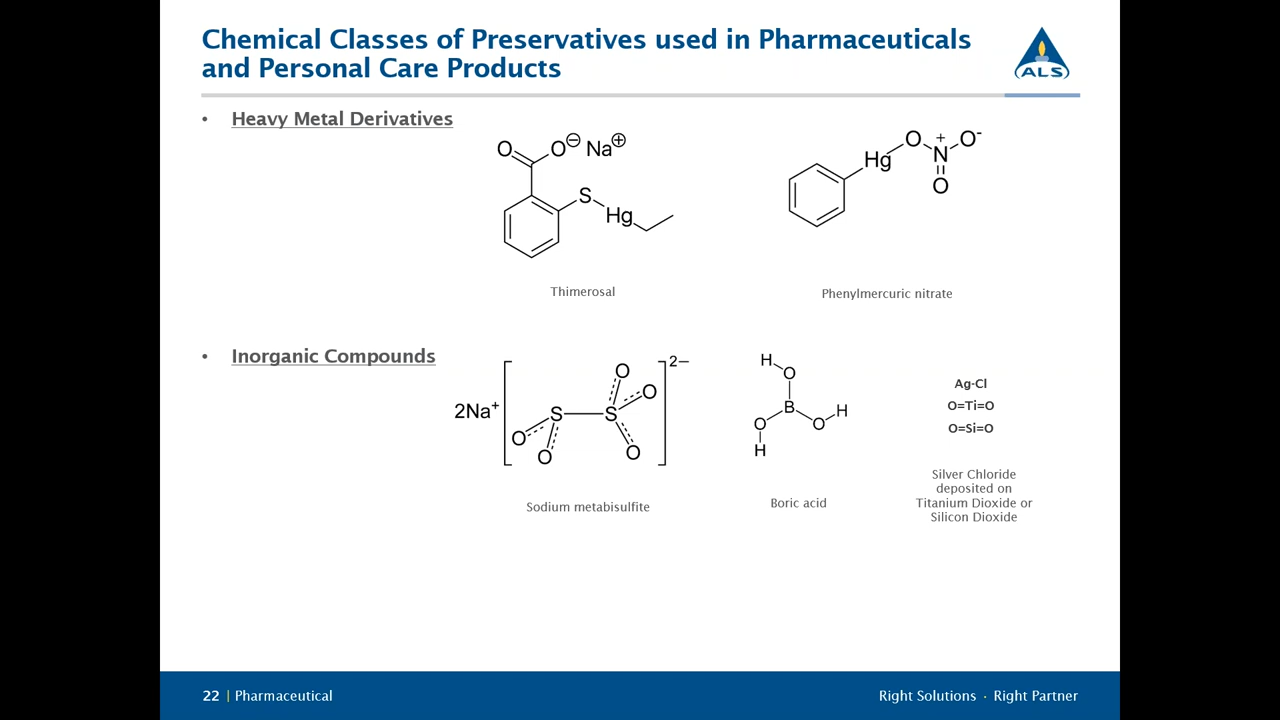 Chemical Classes of Preservatives used in Pharmaceuticals
and Personal Care Products
ALS
• Heavy Metal Derivatives
O O⊖ Na⊕
S
Hg
Thimerosal
O + O-
Hg N
O
Phenylmercuric nitrate
• Inorganic Compounds
2Na+
2−
O
O
S S
O
O O
Sodium metabisulfite
H
O
B H
O O
H
Boric acid
Ag-Cl
O=Ti=O
O=Si=O
Silver Chloride
deposited on
Titanium Dioxide or
Silicon Dioxide
22 | Pharmaceutical
Right Solutions · Right Partner